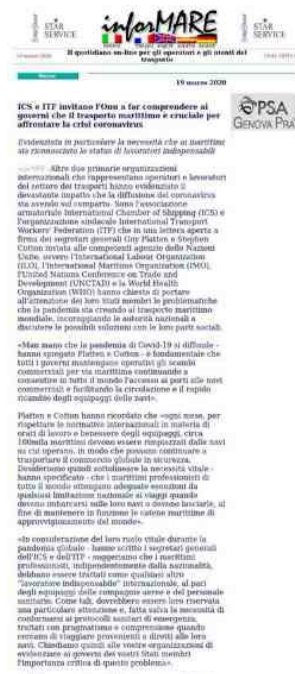 STAR SERVICE
inforMARE
STAR SERVICE
Il quotidiano on-line per gli operatori e gli utenti del trasporto
19 marzo 2020
PSA
GENOVA PRA'
ICS e ITF invitano l'Onu a far comprendere ai
governi che il trasporto marittimo è cruciale per
affrontare la crisi coronavirus
Evidenziata in particolare la necessità che ai marittimi
sia riconosciuto lo status di lavoratori indispensabili
Altre due primarie organizzazioni
internazionali che rappresentano operatori e lavoratori
del settore dei trasporti hanno evidenziato il
devastante impatto che la diffusione del coronavirus
sta avendo sul comparto. Sono l'associazione
armatoriale International Chamber of Shipping (ICS) e
l'organizzazione sindacale International Transport
Workers' Federation (ITF) che in una lettera aperta a
firma dei segretari generali Guy Platten e Stephen
Cotton inviata alle competenti agenzie delle Nazioni
Unite, ovvero l'International Labour Organization
(ILO), l'International Maritime Organization (IMO),
l'United Nations Conference on Trade and
Development (UNCTAD) e la World Health
Organization (WHO) hanno chiesto di portare
all'attenzione dei loro Stati membri le problematiche
che la pandemia sta creando al trasporto marittimo
mondiale, incoraggiando le autorità nazionali a
discutere le possibili soluzioni con le loro parti sociali.
«Man mano che la pandemia di Covid-19 si diffonde -
hanno spiegato Platten e Cotton - è fondamentale che
tutti i governi mantengano operativi gli scambi
commerciali per via marittima continuando a
consentire in tutto il mondo l'accesso ai porti alle navi
commerciali e facilitando la circolazione e il rapido
ricambio degli equipaggi delle navi».
Platten e Cotton hanno ricordato che «ogni mese, per
rispettare le normative internazionali in materia di
orari di lavoro e benessere degli equipaggi, circa
100mila marittimi devono essere rimpiazzati dalle navi
su cui operano, in modo che possano continuare a
trasportare il commercio globale in sicurezza.
Desideriamo quindi sottolineare la necessità vitale -
hanno specificato - che i marittimi professionisti di
tutto il mondo ottengano adeguate esenzioni da
qualsiasi limitazione nazionale ai viaggi quando
devono imbarcarsi sulle loro navi o devono lasciarle, al
fine di mantenere in funzione le catene marittime di
approvvigionamento del mondo».
«In considerazione del loro ruolo vitale durante la
pandemia globale - hanno scritto i segretari generali
dell'ICS e dell'ITF - suggeriamo che i marittimi
professionisti, indipendentemente dalla nazionalità,
debbano essere trattati come qualsiasi altro
"lavoratore indispensabile" internazionale, al pari
degli equipaggi delle compagnie aeree e del personale
sanitario. Come tali, dovrebbero essere loro riservata
una particolare attenzione e, fatta salva la necessità di
conformarsi ai protocolli sanitari di emergenza,
trattati con pragmatismo e comprensione quando
cercano di viaggiare provenienti o diretti alle loro
navi. Chiediamo quindi alle vostre organizzazioni di
evidenziare ai governi dei vostri Stati membri
l'importanza critica di questo problema».